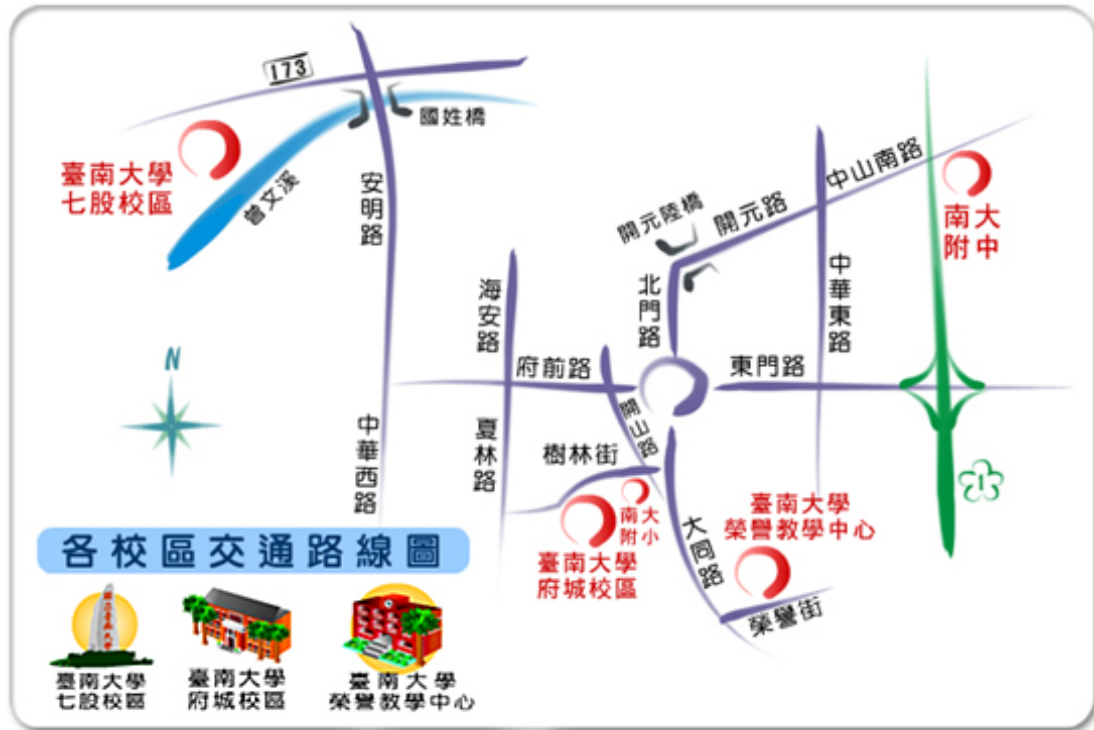 173
國姓橋
臺南大學
七股校區
曾文溪
安明路
中山南路
開元路
開元陸橋
南大
附中
北門路
中華東路
海安路
府前路
東門路
N
開山路
中華西路
夏林路
樹林街
1
南大
附小
臺南大學
府城校區
大同路
臺南大學
榮譽教學中心
榮譽街
各校區交通路線圖
國立臺南大學
臺南大學
七股校區
臺南大學
府城校區
臺南大學
榮譽教學中心